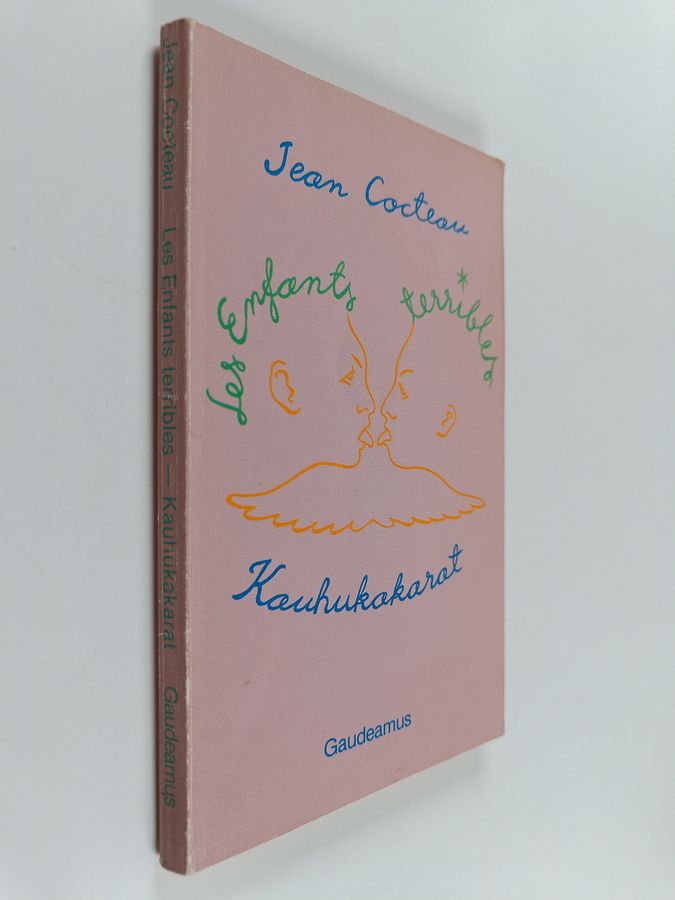 Jean Cocteau
Les Enfants terribles
Kauhukakarat
Gaudeamus
Jean Cocteau Les Enfants terribles — Kauhukakarat Gaudeamus